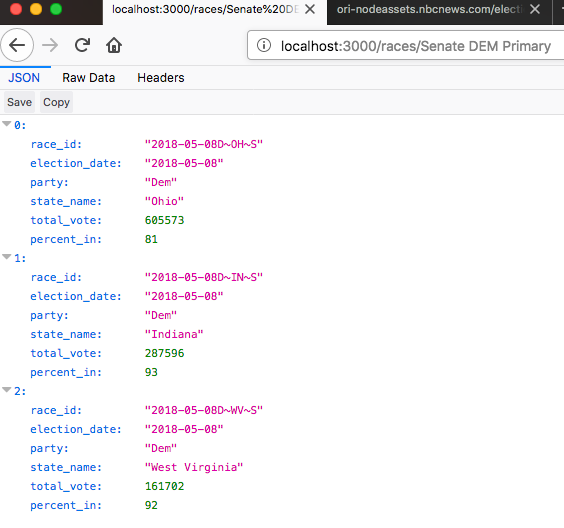 localhost:3000/races/Senate%20DE
ori-nodeassets.nbcnews.com/electi
localhost:3000/races/Senate DEM Primary
JSON Raw Data Headers
Save Copy
0:
race_id: "2018-05-08D~OH~S"
election_date: "2018-05-08"
party: "Dem"
state_name: "Ohio"
total_vote: 605573
percent_in: 81
1:
race_id: "2018-05-08D~IN~S"
election_date: "2018-05-08"
party: "Dem"
state_name: "Indiana"
total_vote: 287596
percent_in: 93
2:
race_id: "2018-05-08D~WV~S"
election_date: "2018-05-08"
party: "Dem"
state_name: "West Virginia"
total_vote: 161702
percent_in: 92